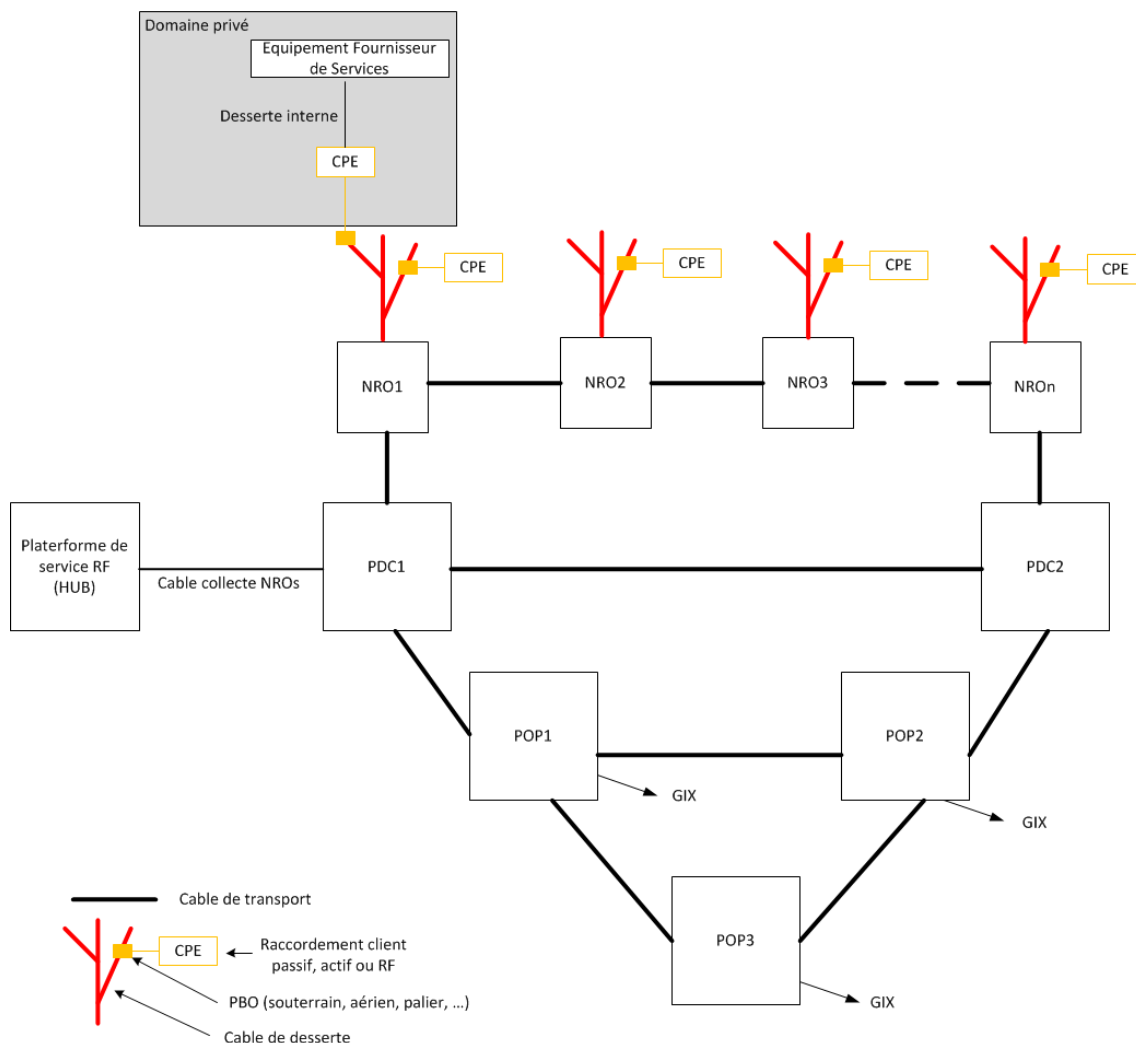 Domaine privé
Equipement Fournisseur
de Services
Desserte interne
CPE
CPE
CPE
CPE
CPE
NRO1
NRO2
NRO3
NROn
Platerforme de
service RF
(HUB)
Cable collecte NROs
PDC1
PDC2
POP1
POP2
GIX
GIX
POP3
GIX
Cable de transport
CPE
Raccordement client
passif, actif ou RF
PBO (souterrain, aérien, palier, ...)
Cable de desserte